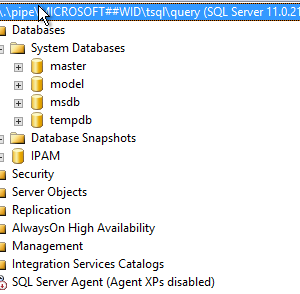 \.\pipe\MICROSOFT##WID\tsql\query (SQL Server 11.0.21
Databases
System Databases
master
model
msdb
tempdb
Database Snapshots
IPAM
Security
Server Objects
Replication
AlwaysOn High Availability
Management
Integration Services Catalogs
SQL Server Agent (Agent XPs disabled)